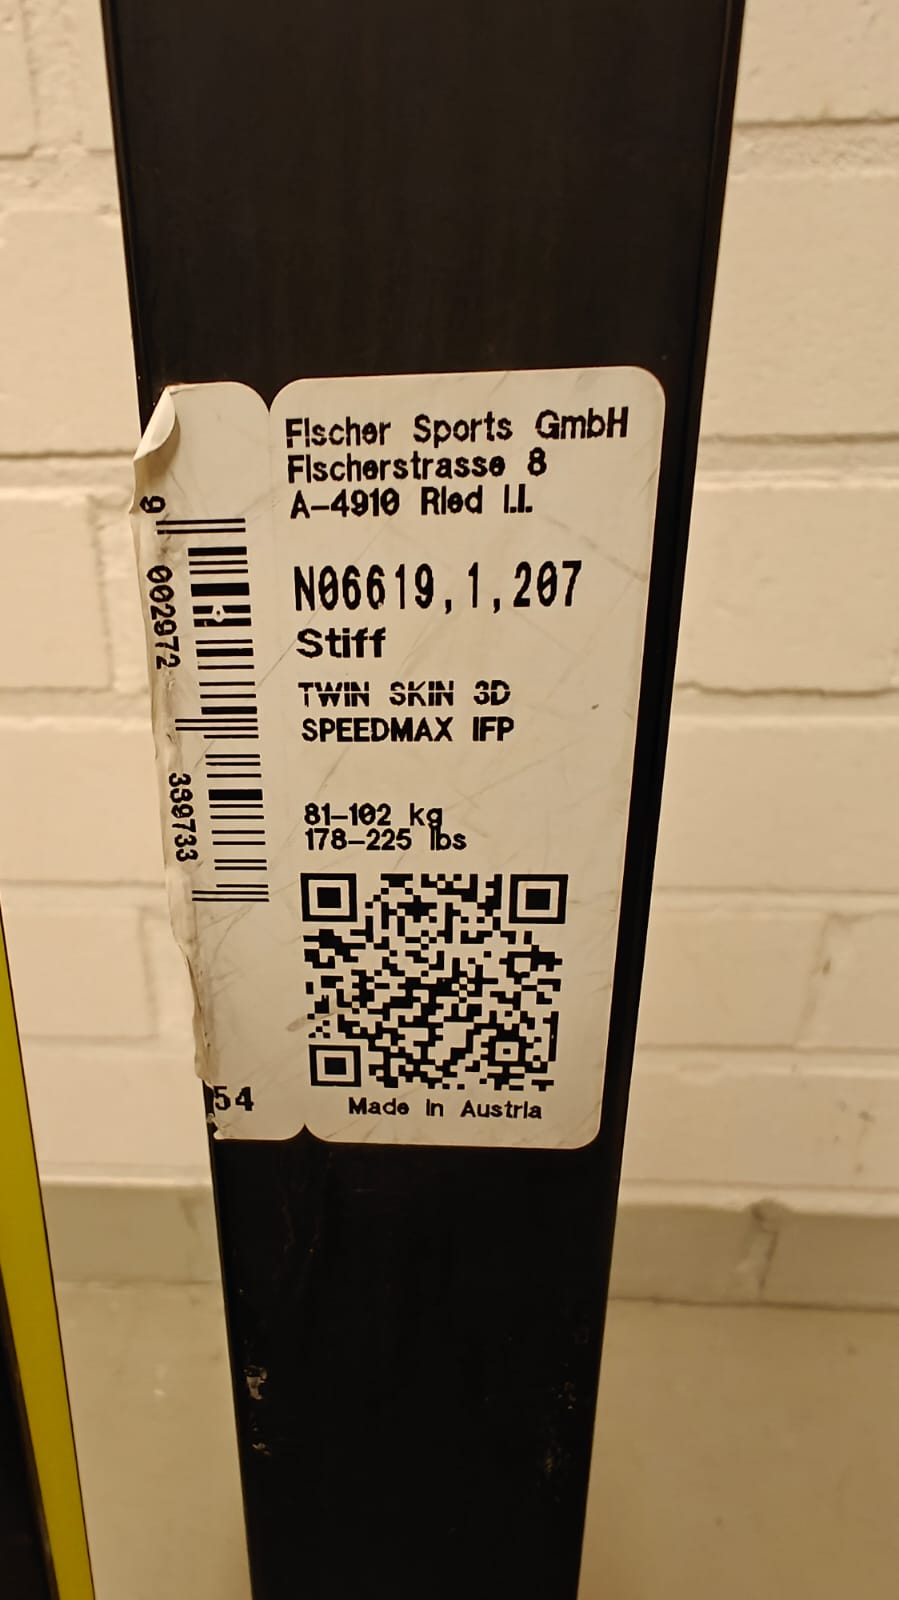 Fischer Sports GmbH
Fischerstrasse 8
A-4910 Ried I.I.
N06619,1,207
Stiff
TWIN SKIN 3D
SPEEDMAX IFP
81-102 kg
178-225 lbs
Made in Austria
9 002972 339733
54